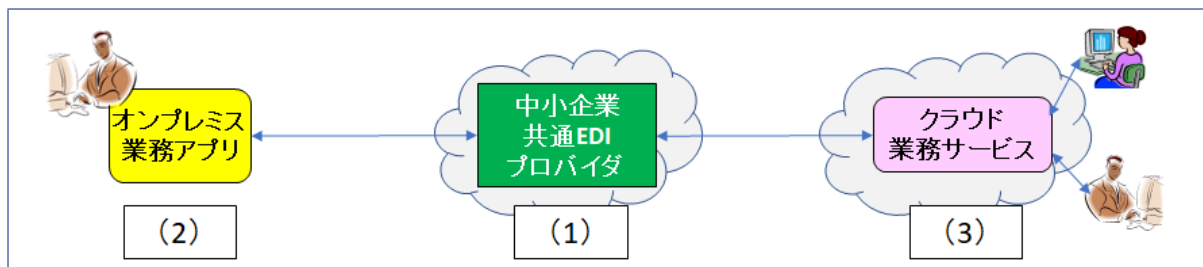 オンプレミス
業務アプリ
中小企業
共通EDI
プロバイダ
クラウド
業務サービス
（2）
（1）
（3）